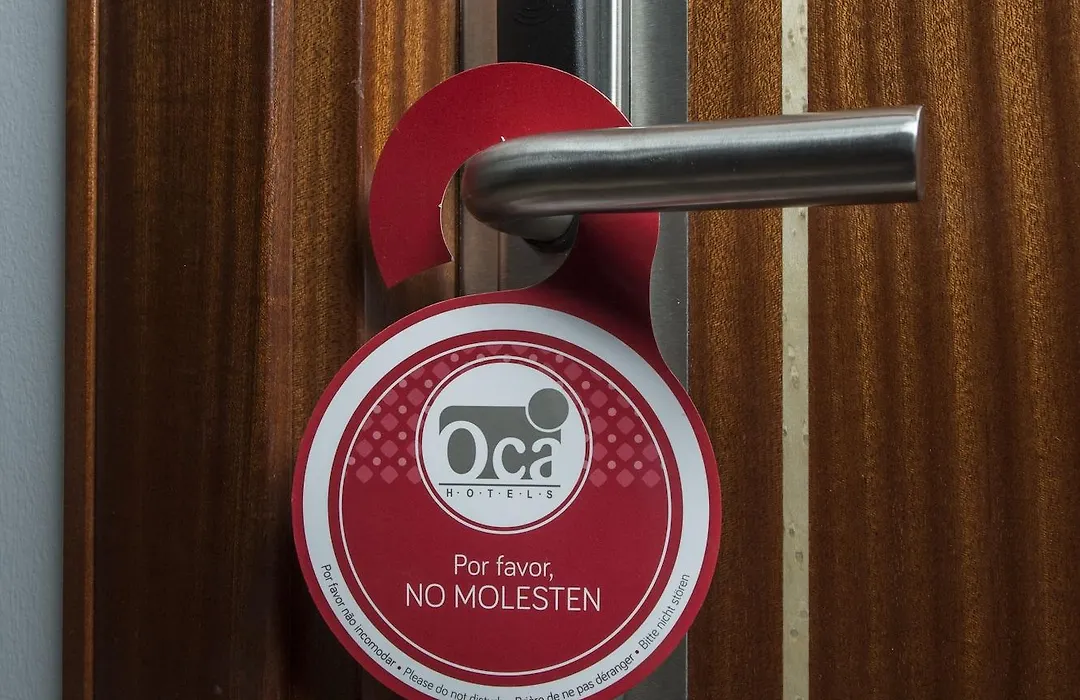 Oca
H·O·T·E·L·S
Por favor,
NO MOLESTEN
Por favor não incomodar • Please do not • Prière de ne pas déranger • Bitte nicht stören